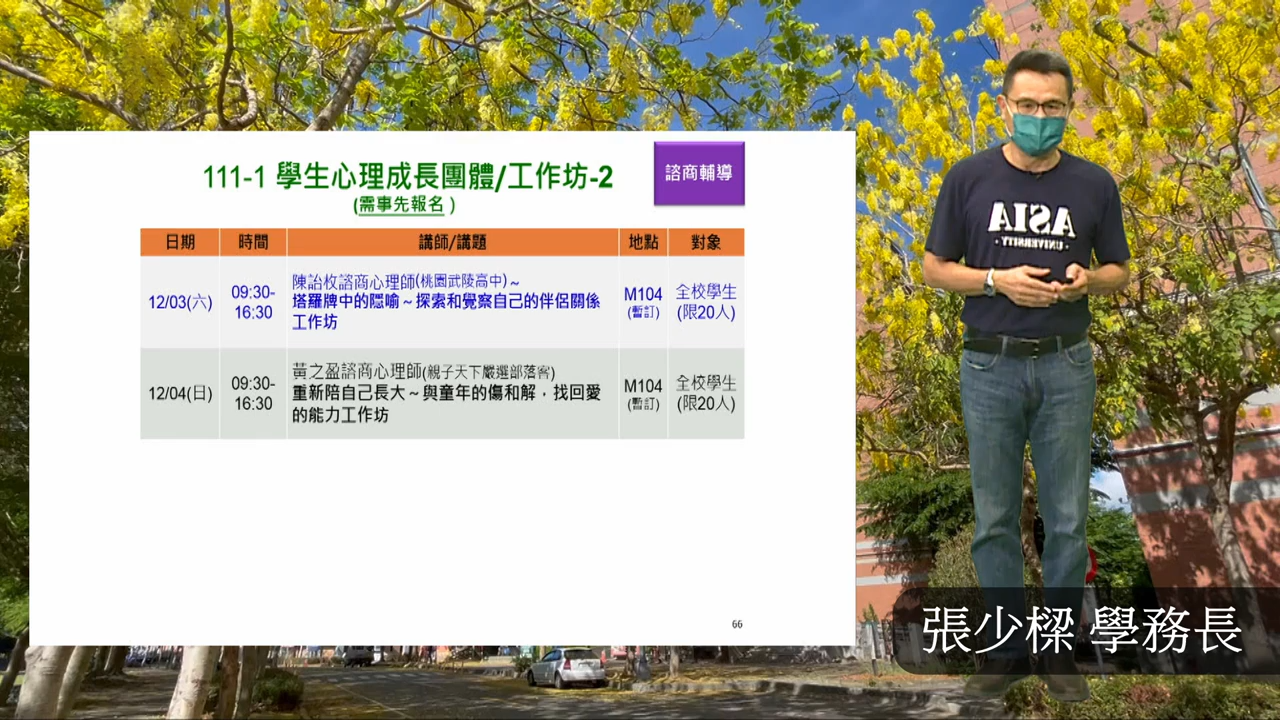 111-1 學生心理成長團體/工作坊-2
(需事先報名 )
諮商輔導
日期 時間 講師/講題 地點 對象
12/03(六)
09:30-
16:30
陳詒枚諮商心理師(桃園武陵高中)~
塔羅牌中的隱喻~探索和覺察自己的伴侶關係
工作坊
M104
(暫訂)
全校學生
(限20人)
12/04(日)
09:30-
16:30
黃之盈諮商心理師(親子天下嚴選部落客)
重新陪自己長大~與童年的傷和解，找回愛
的能力工作坊
M104
(暫訂)
全校學生
(限20人)
66
ASIA
UNIVERSITY
張少樑 學務長